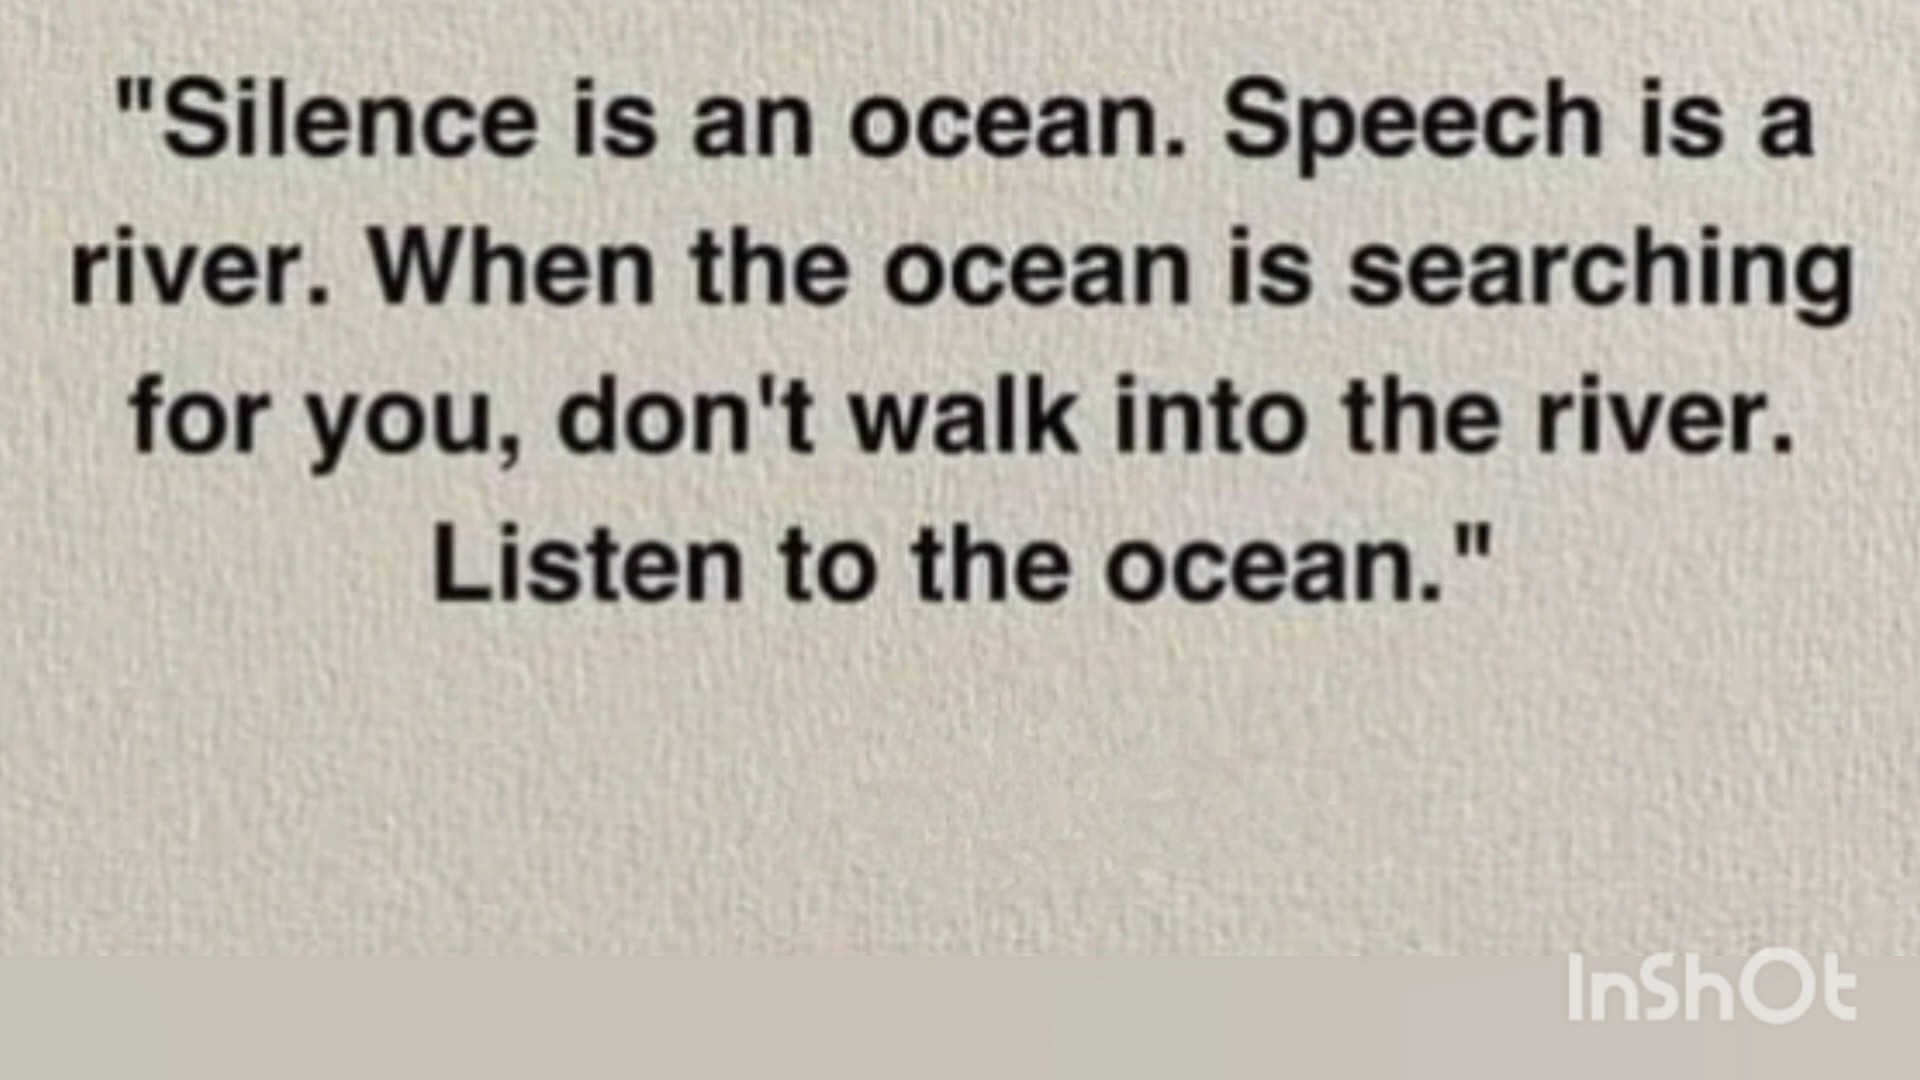 "Silence is an ocean. Speech is a
river. When the ocean is searching
for you, don't walk into the river.
Listen to the ocean."
InShOt